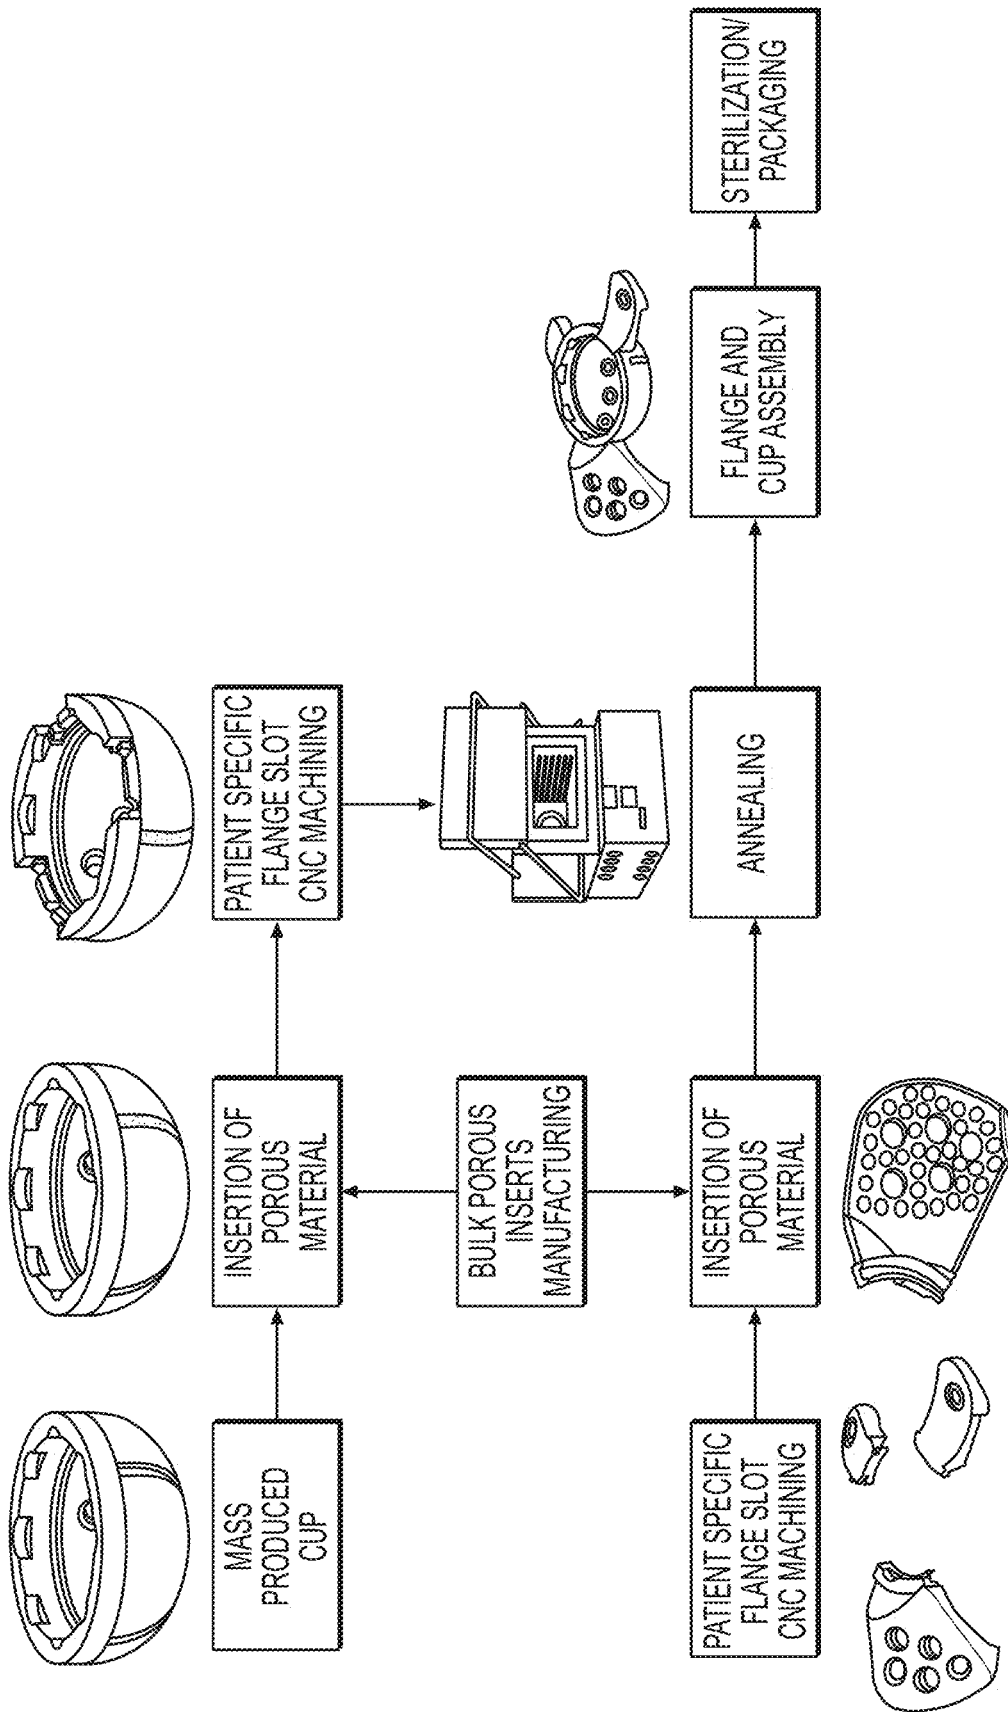 MASS
PRODUCED
CUP
INSERTION OF
POROUS
MATERIAL
PATIENT SPECIFIC
FLANGE SLOT
CNC MACHINING
BULK POROUS
INSERTS
MANUFACTURING
PATIENT SPECIFIC
FLANGE SLOT
CNC MACHINING
INSERTION OF
POROUS
MATERIAL
ANNEALING
FLANGE AND
CUP ASSEMBLY
STERILIZATION/
PACKAGING